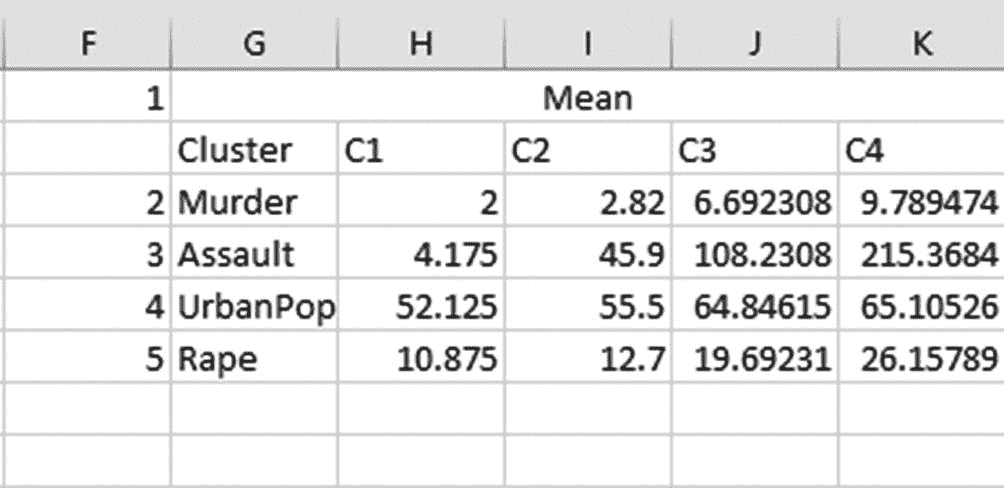 F G H I J K
1 Mean
Cluster C1 C2 C3 C4
2 Murder 2 2.82 6.692308 9.789474
3 Assault 4.175 45.9 108.2308 215.3684
4 UrbanPop 52.125 55.5 64.84615 65.10526
5 Rape 10.875 12.7 19.69231 26.15789